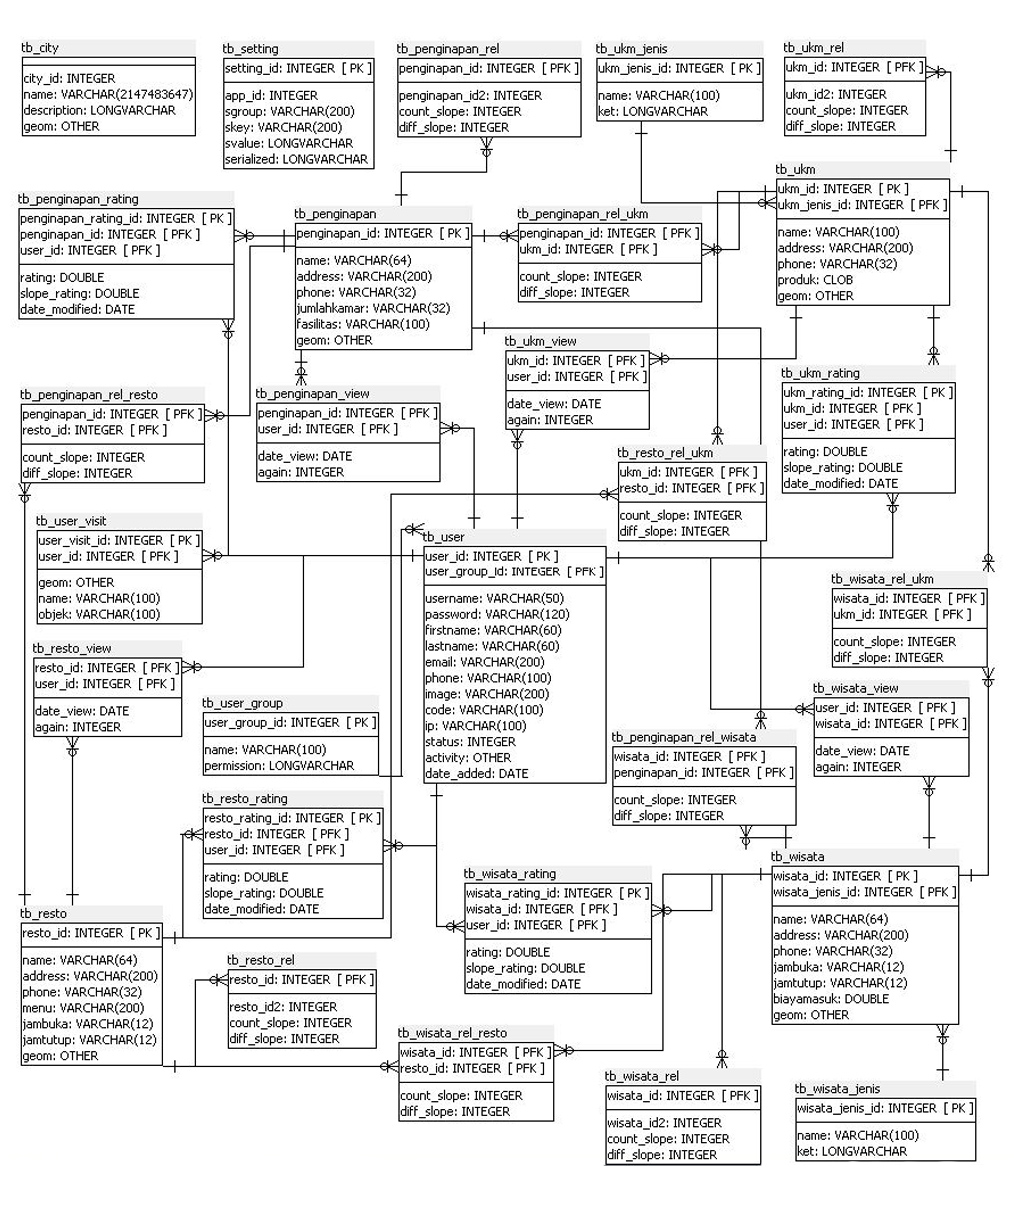 tb_city
city_id: INTEGER
name: VARCHAR(2147483647)
description: LONGVARCHAR
geom: OTHER
tb_setting
setting_id: INTEGER [ PK ]
app_id: INTEGER
sgroup: VARCHAR(200)
skey: VARCHAR(200)
svalue: LONGVARCHAR
serialized: LONGVARCHAR
tb_penginapan_rel
penginapan_id: INTEGER [ PFK ]
penginapan_id2: INTEGER
count_slope: INTEGER
diff_slope: INTEGER
tb_ukm_jenis
ukm_jenis_id: INTEGER [ PK ]
name: VARCHAR(100)
ket: LONGVARCHAR
tb_ukm_rel
ukm_id: INTEGER [ PFK ]
ukm_id2: INTEGER
count_slope: INTEGER
diff_slope: INTEGER
tb_penginapan_rating
penginapan_rating_id: INTEGER [ PK ]
penginapan_id: INTEGER [ PFK ]
user_id: INTEGER [ PFK ]
rating: DOUBLE
slope_rating: DOUBLE
date_modified: DATE
tb_penginapan
penginapan_id: INTEGER [ PK ]
name: VARCHAR(64)
address: VARCHAR(200)
phone: VARCHAR(32)
jumlahkamar: VARCHAR(32)
fasilitas: VARCHAR(100)
geom: OTHER
tb_penginapan_rel_ukm
penginapan_id: INTEGER [ PFK ]
ukm_id: INTEGER [ PFK ]
count_slope: INTEGER
diff_slope: INTEGER
tb_ukm
ukm_id: INTEGER [ PK ]
ukm_jenis_id: INTEGER [ PFK ]
name: VARCHAR(100)
address: VARCHAR(200)
phone: VARCHAR(32)
produk: CLOB
geom: OTHER
tb_ukm_view
ukm_id: INTEGER [ PFK ]
user_id: INTEGER [ PFK ]
date_view: DATE
again: INTEGER
tb_ukm_rating
ukm_rating_id: INTEGER [ PK ]
ukm_id: INTEGER [ PFK ]
user_id: INTEGER [ PFK ]
rating: DOUBLE
slope_rating: DOUBLE
date_modified: DATE
tb_penginapan_rel_resto
penginapan_id: INTEGER [ PFK ]
resto_id: INTEGER [ PFK ]
count_slope: INTEGER
diff_slope: INTEGER
tb_penginapan_view
penginapan_id: INTEGER [ PFK ]
user_id: INTEGER [ PFK ]
date_view: DATE
again: INTEGER
tb_resto_rel_ukm
ukm_id: INTEGER [ PFK ]
resto_id: INTEGER [ PFK ]
count_slope: INTEGER
diff_slope: INTEGER
tb_user_visit
user_visit_id: INTEGER [ PK ]
user_id: INTEGER [ PFK ]
geom: OTHER
name: VARCHAR(100)
objek: VARCHAR(100)
tb_user
user_id: INTEGER [ PK ]
user_group_id: INTEGER [ PFK ]
username: VARCHAR(50)
password: VARCHAR(120)
firstname: VARCHAR(60)
lastname: VARCHAR(60)
email: VARCHAR(200)
phone: VARCHAR(100)
image: VARCHAR(200)
code: VARCHAR(100)
ip: VARCHAR(100)
status: INTEGER
activity: OTHER
date_added: DATE
tb_wisata_rel_ukm
wisata_id: INTEGER [ PFK ]
ukm_id: INTEGER [ PFK ]
count_slope: INTEGER
diff_slope: INTEGER
tb_resto_view
resto_id: INTEGER [ PFK ]
user_id: INTEGER [ PFK ]
date_view: DATE
again: INTEGER
tb_user_group
user_group_id: INTEGER [ PK ]
name: VARCHAR(100)
permission: LONGVARCHAR
tb_wisata_view
user_id: INTEGER [ PFK ]
wisata_id: INTEGER [ PFK ]
date_view: DATE
again: INTEGER
tb_penginapan_rel_wisata
wisata_id: INTEGER [ PFK ]
penginapan_id: INTEGER [ PFK ]
count_slope: INTEGER
diff_slope: INTEGER
tb_resto_rating
resto_rating_id: INTEGER [ PK ]
resto_id: INTEGER [ PFK ]
user_id: INTEGER [ PFK ]
rating: DOUBLE
slope_rating: DOUBLE
date_modified: DATE
tb_wisata_rating
wisata_rating_id: INTEGER [ PK ]
wisata_id: INTEGER [ PFK ]
user_id: INTEGER [ PFK ]
rating: DOUBLE
slope_rating: DOUBLE
date_modified: DATE
tb_wisata
wisata_id: INTEGER [ PK ]
wisata_jenis_id: INTEGER [ PFK ]
name: VARCHAR(64)
address: VARCHAR(200)
phone: VARCHAR(32)
jambuka: VARCHAR(12)
jamtutup: VARCHAR(12)
biayamasuk: DOUBLE
geom: OTHER
tb_resto
resto_id: INTEGER [ PK ]
name: VARCHAR(64)
address: VARCHAR(200)
phone: VARCHAR(32)
menu: VARCHAR(200)
jambuka: VARCHAR(12)
jamtutup: VARCHAR(12)
geom: OTHER
tb_resto_rel
resto_id: INTEGER [ PFK ]
resto_id2: INTEGER
count_slope: INTEGER
diff_slope: INTEGER
tb_wisata_rel_resto
wisata_id: INTEGER [ PFK ]
resto_id: INTEGER [ PFK ]
count_slope: INTEGER
diff_slope: INTEGER
tb_wisata_rel
wisata_id: INTEGER [ PFK ]
wisata_id2: INTEGER
count_slope: INTEGER
diff_slope: INTEGER
tb_wisata_jenis
wisata_jenis_id: INTEGER [ PK ]
name: VARCHAR(100)
ket: LONGVARCHAR